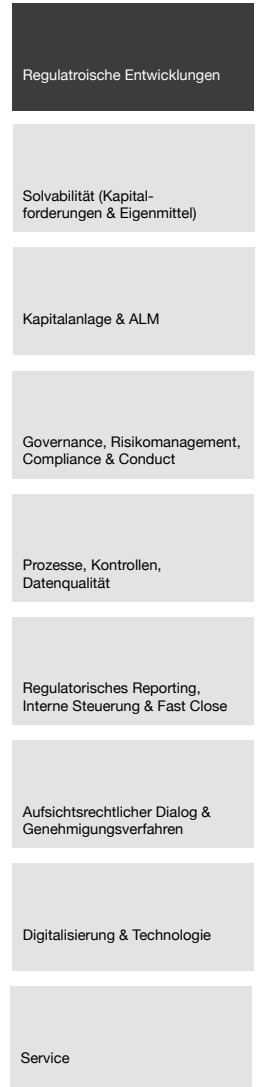 Regulatroische Entwicklungen
Solvabilität (Kapital-
forderungen & Eigenmittel)
Kapitalanlage & ALM
Governance, Risikomanagement,
Compliance & Conduct
Prozesse, Kontrollen,
Datenqualität
Regulatorisches Reporting,
Interne Steuerung & Fast Close
Aufsichtsrechtlicher Dialog &
Genehmigungsverfahren
Digitalisierung & Technologie
Service